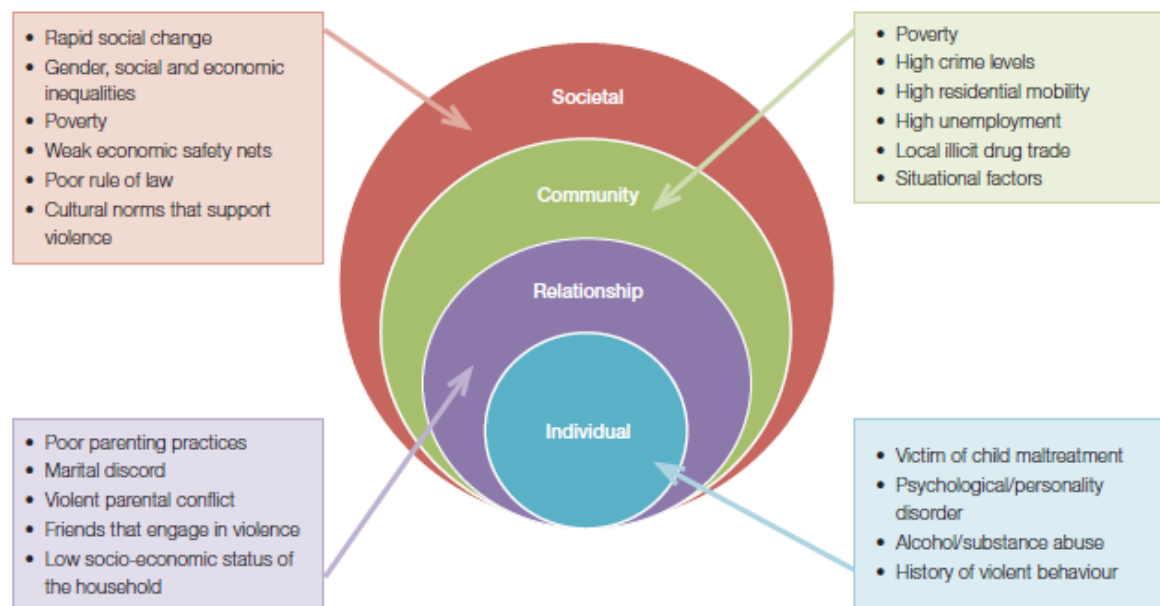 • Rapid social change
• Gender, social and economic
inequalities
• Poverty
• Weak economic safety nets
• Poor rule of law
• Cultural norms that support
violence
• Poverty
• High crime levels
• High residential mobility
• High unemployment
• Local illicit drug trade
• Situational factors
Societal
Community
Relationship
Individual
• Poor parenting practices
• Marital discord
• Violent parental conflict
• Friends that engage in violence
• Low socio-economic status of
the household
• Victim of child maltreatment
• Psychological/personality
disorder
• Alcohol/substance abuse
• History of violent behaviour